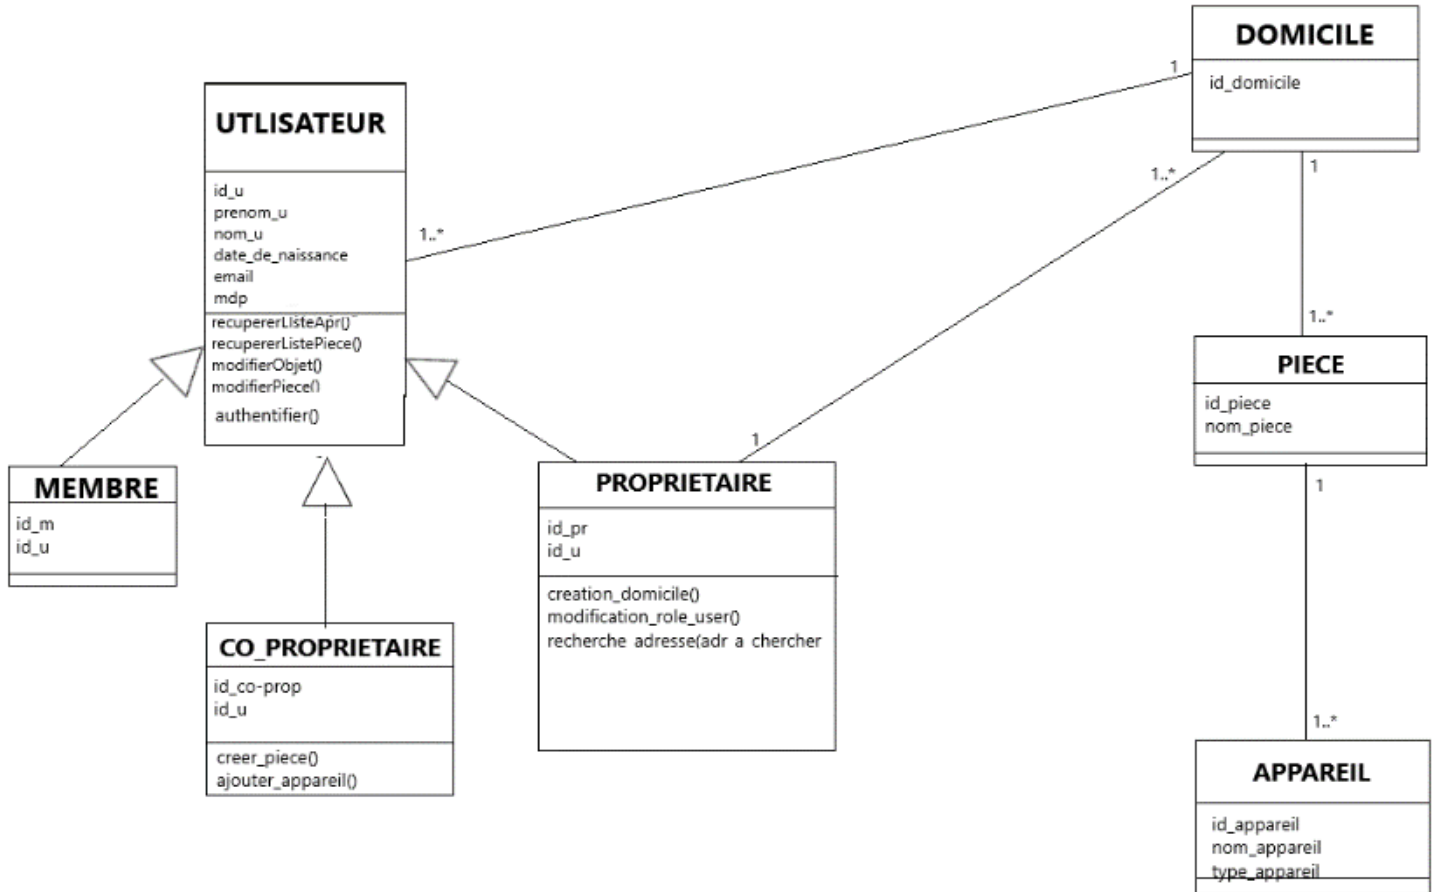 DOMICILE
id_domicile
1
1..*
1
UTLISATEUR
id_u
prenom_u
nom_u
date_de_naissance
email
mdp
recupererListeApr()
recupererListePiece()
modifierObjet()
modifierPiece()
authentifier()
1..*
1..*
PIECE
id_piece
nom_piece
1
MEMBRE
id_m
id_u
1
PROPRIETAIRE
id_pr
id_u
creation_domicile()
modification_role_user()
recherche adresse(adr a chercher
CO_PROPRIETAIRE
id_co-prop
id_u
creer_piece()
ajouter_appareil()
1..*
APPAREIL
id_appareil
nom_appareil
type_appareil